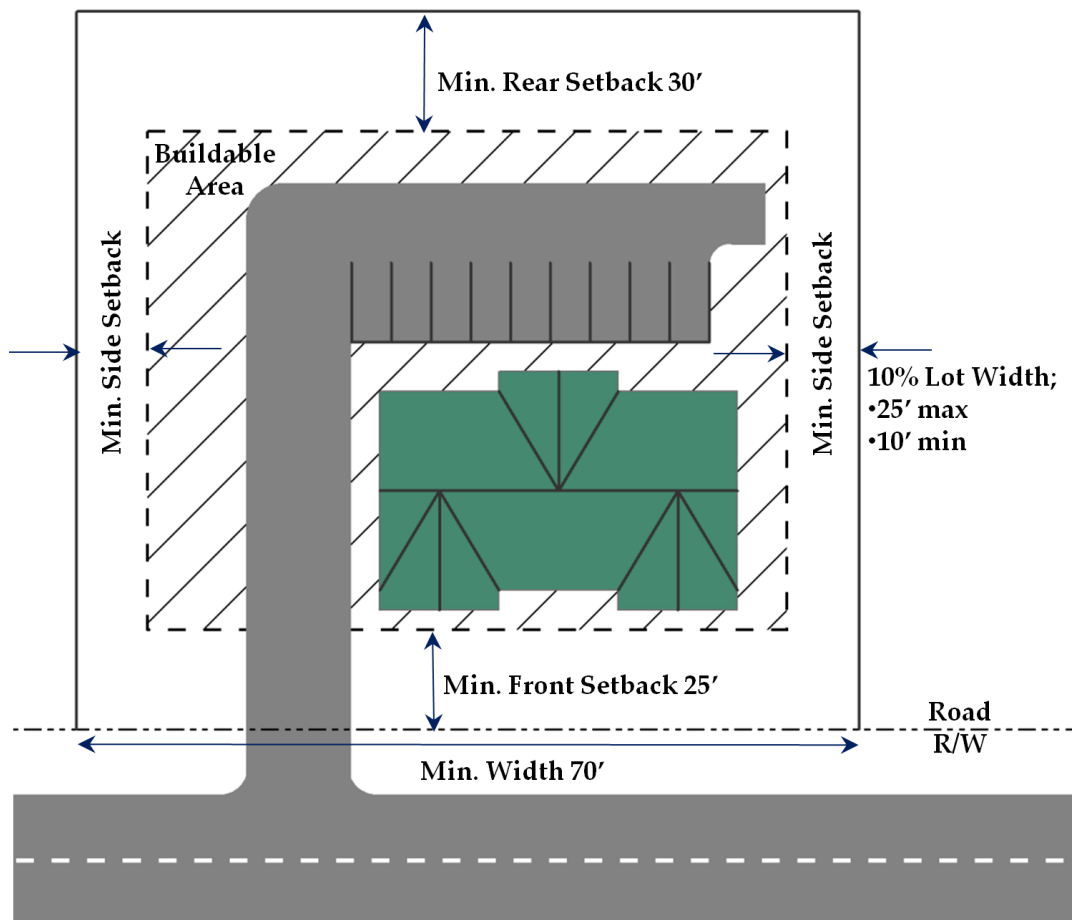 Min. Rear Setback 30’
Buildable
Area
Min. Side Setback
Min. Side Setback
10% Lot Width;
•25’ max
•10’ min
Min. Front Setback 25’
Road
R/W
Min. Width 70’